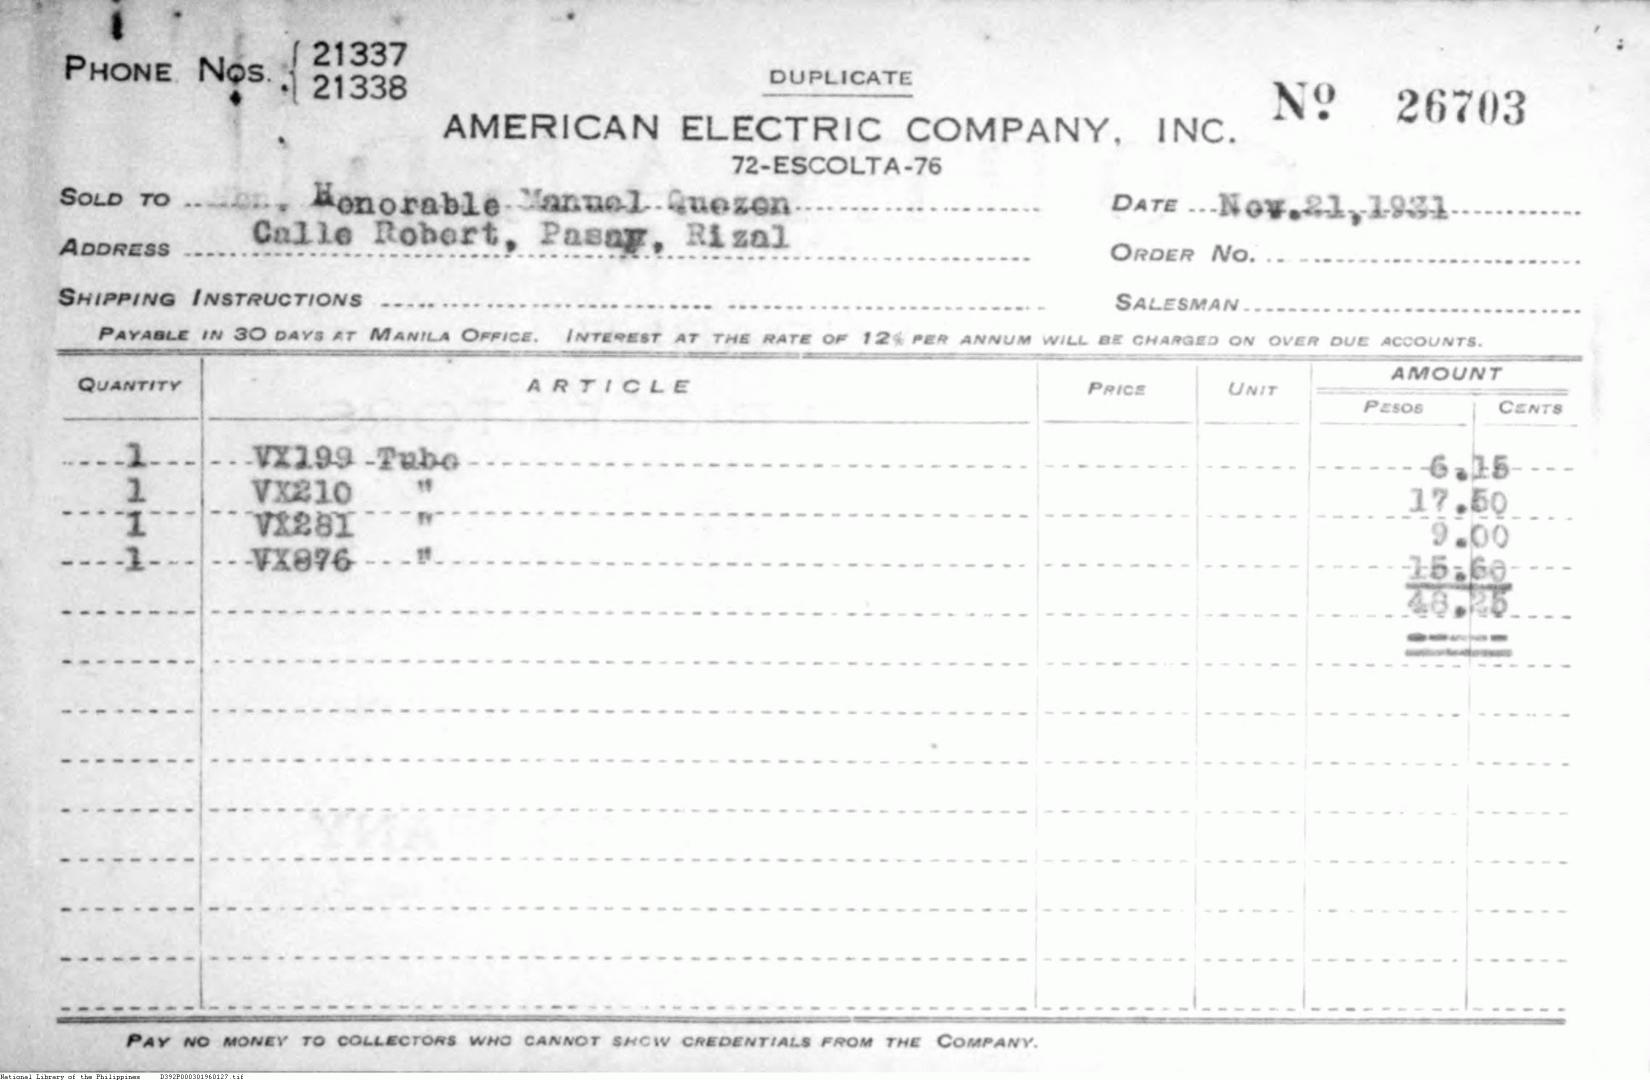 PHONE NOS. 21337
21338
DUPLICATE
Nº 26703
AMERICAN ELECTRIC COMPANY, INC.
72-ESCOLTA-76
SOLD TO Honorable Manuel Quezon
DATE Nov.21,1931
ADDRESS Calle Robert, Pasay, Rizal
ORDER NO.
SHIPPING INSTRUCTIONS
SALESMAN
PAYABLE IN 30 DAYS AT MANILA OFFICE. INTEREST AT THE RATE OF 12% PER ANNUM WILL BE CHARGED ON OVER DUE ACCOUNTS.
QUANTITY ARTICLE PRICE UNIT AMOUNT
PESOS CENTS
1 VX199 Tube 6.15
1 VX210 " 17.50
1 VX281 " 9.00
1 VX876 " 15.60
48.25
PAY NO MONEY TO COLLECTORS WHO CANNOT SHOW CREDENTIALS FROM THE COMPANY.
National Library of the Philippines D392P000301960127.tif